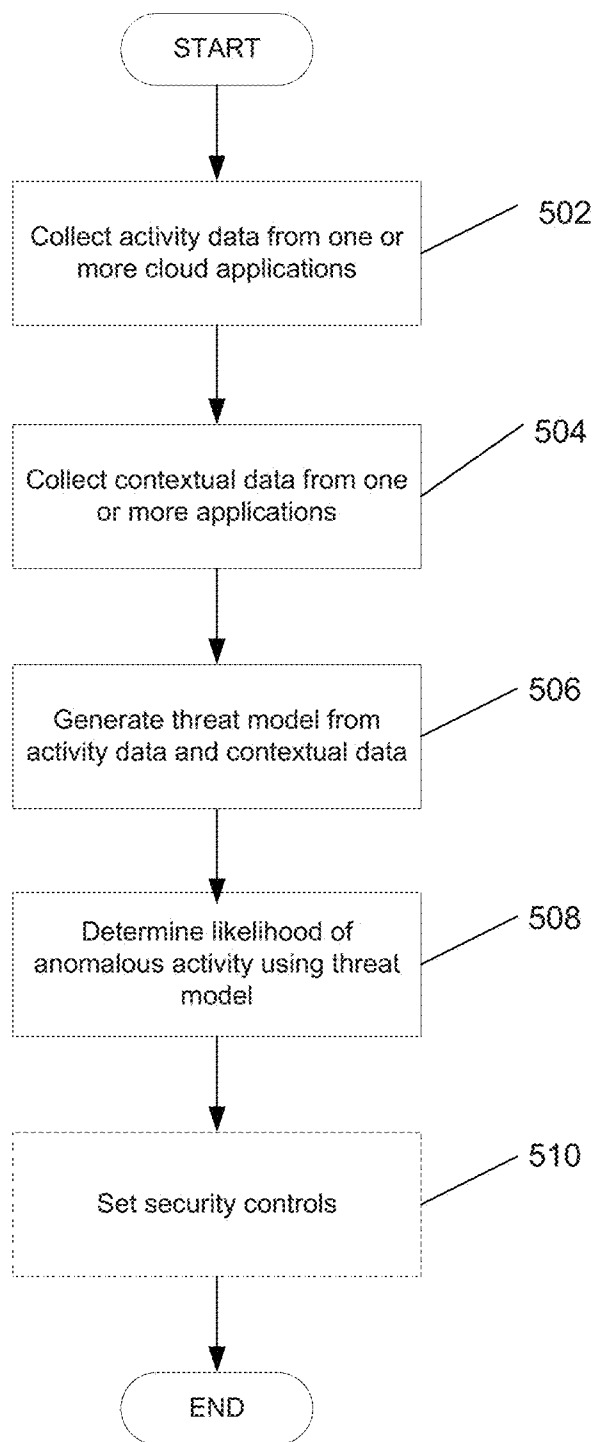 START
Collect activity data from one or
more cloud applications
502
Collect contextual data from one
or more applications
504
Generate threat model from
activity data and contextual data
506
Determine likelihood of
anomalous activity using threat
model
508
Set security controls
510
END